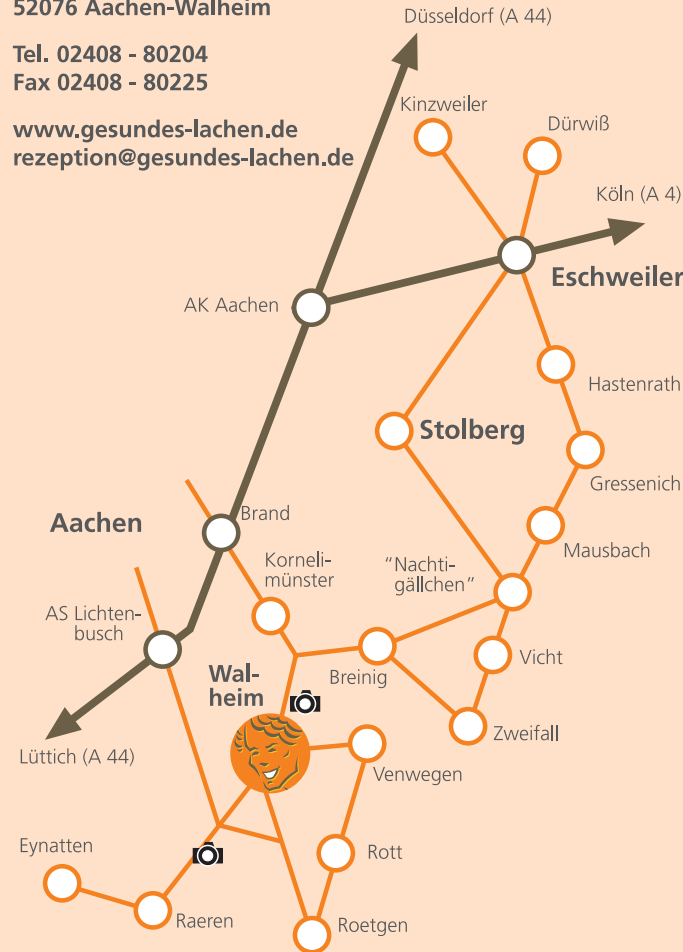 52076 Aachen-Walheim
Tel. 02408 - 80204
Fax 02408 - 80225
www.gesundes-lachen.de
rezeption@gesundes-lachen.de
Düsseldorf (A 44)
Kinzweiler
Dürwiß
Köln (A 4)
Eschweiler
AK Aachen
Hastenrath
Stolberg
Gressenich
Aachen
Brand
Mausbach
Korneli-
münster
"Nachti-
gällchen"
AS Lichten-
busch
Wal-
heim
Breinig
Vicht
Zweifall
Lüttich (A 44)
Venwegen
Eynatten
Rott
Raeren
Roetgen